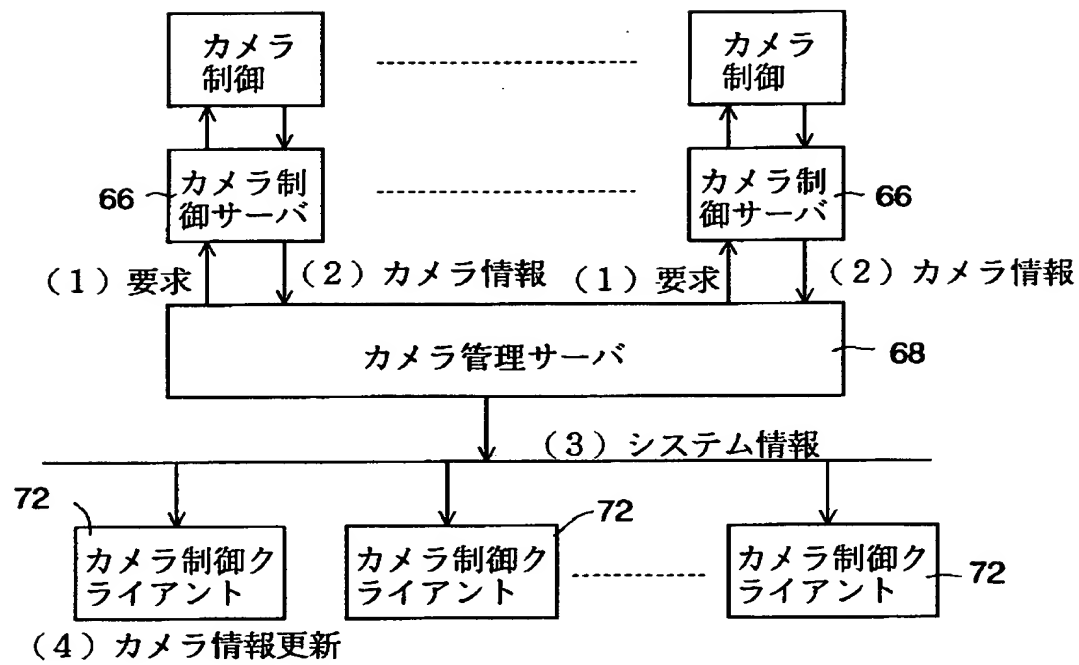 カメラ
制御
カメラ
制御
66
カメラ制
御サーバ
カメラ制
御サーバ
66
(1)要求
(2)カメラ情報
(1)要求
(2)カメラ情報
カメラ管理サーバ
68
(3)システム情報
72
カメラ制御ク
ライアント
72
カメラ制御ク
ライアント
カメラ制御ク
ライアント
72
(4)カメラ情報更新